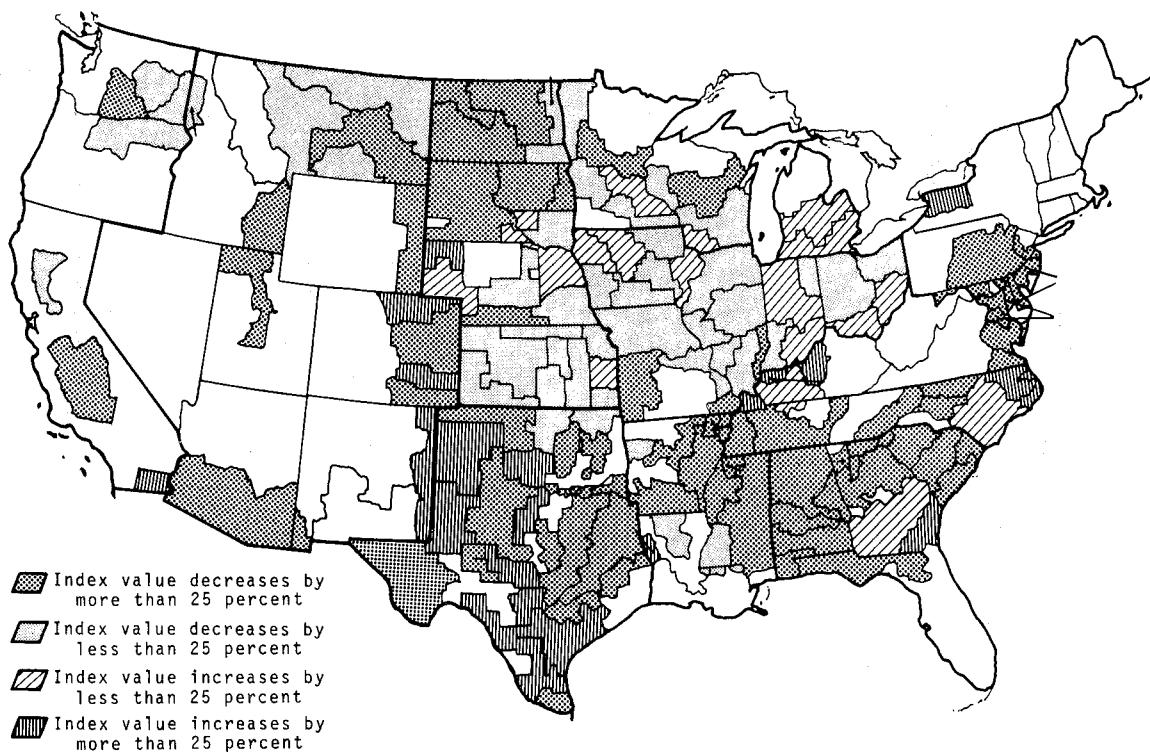 Index value decreases by
more than 25 percent
Index value decreases by
less than 25 percent
Index value increases by
less than 25 percent
Index value increases by
more than 25 percent